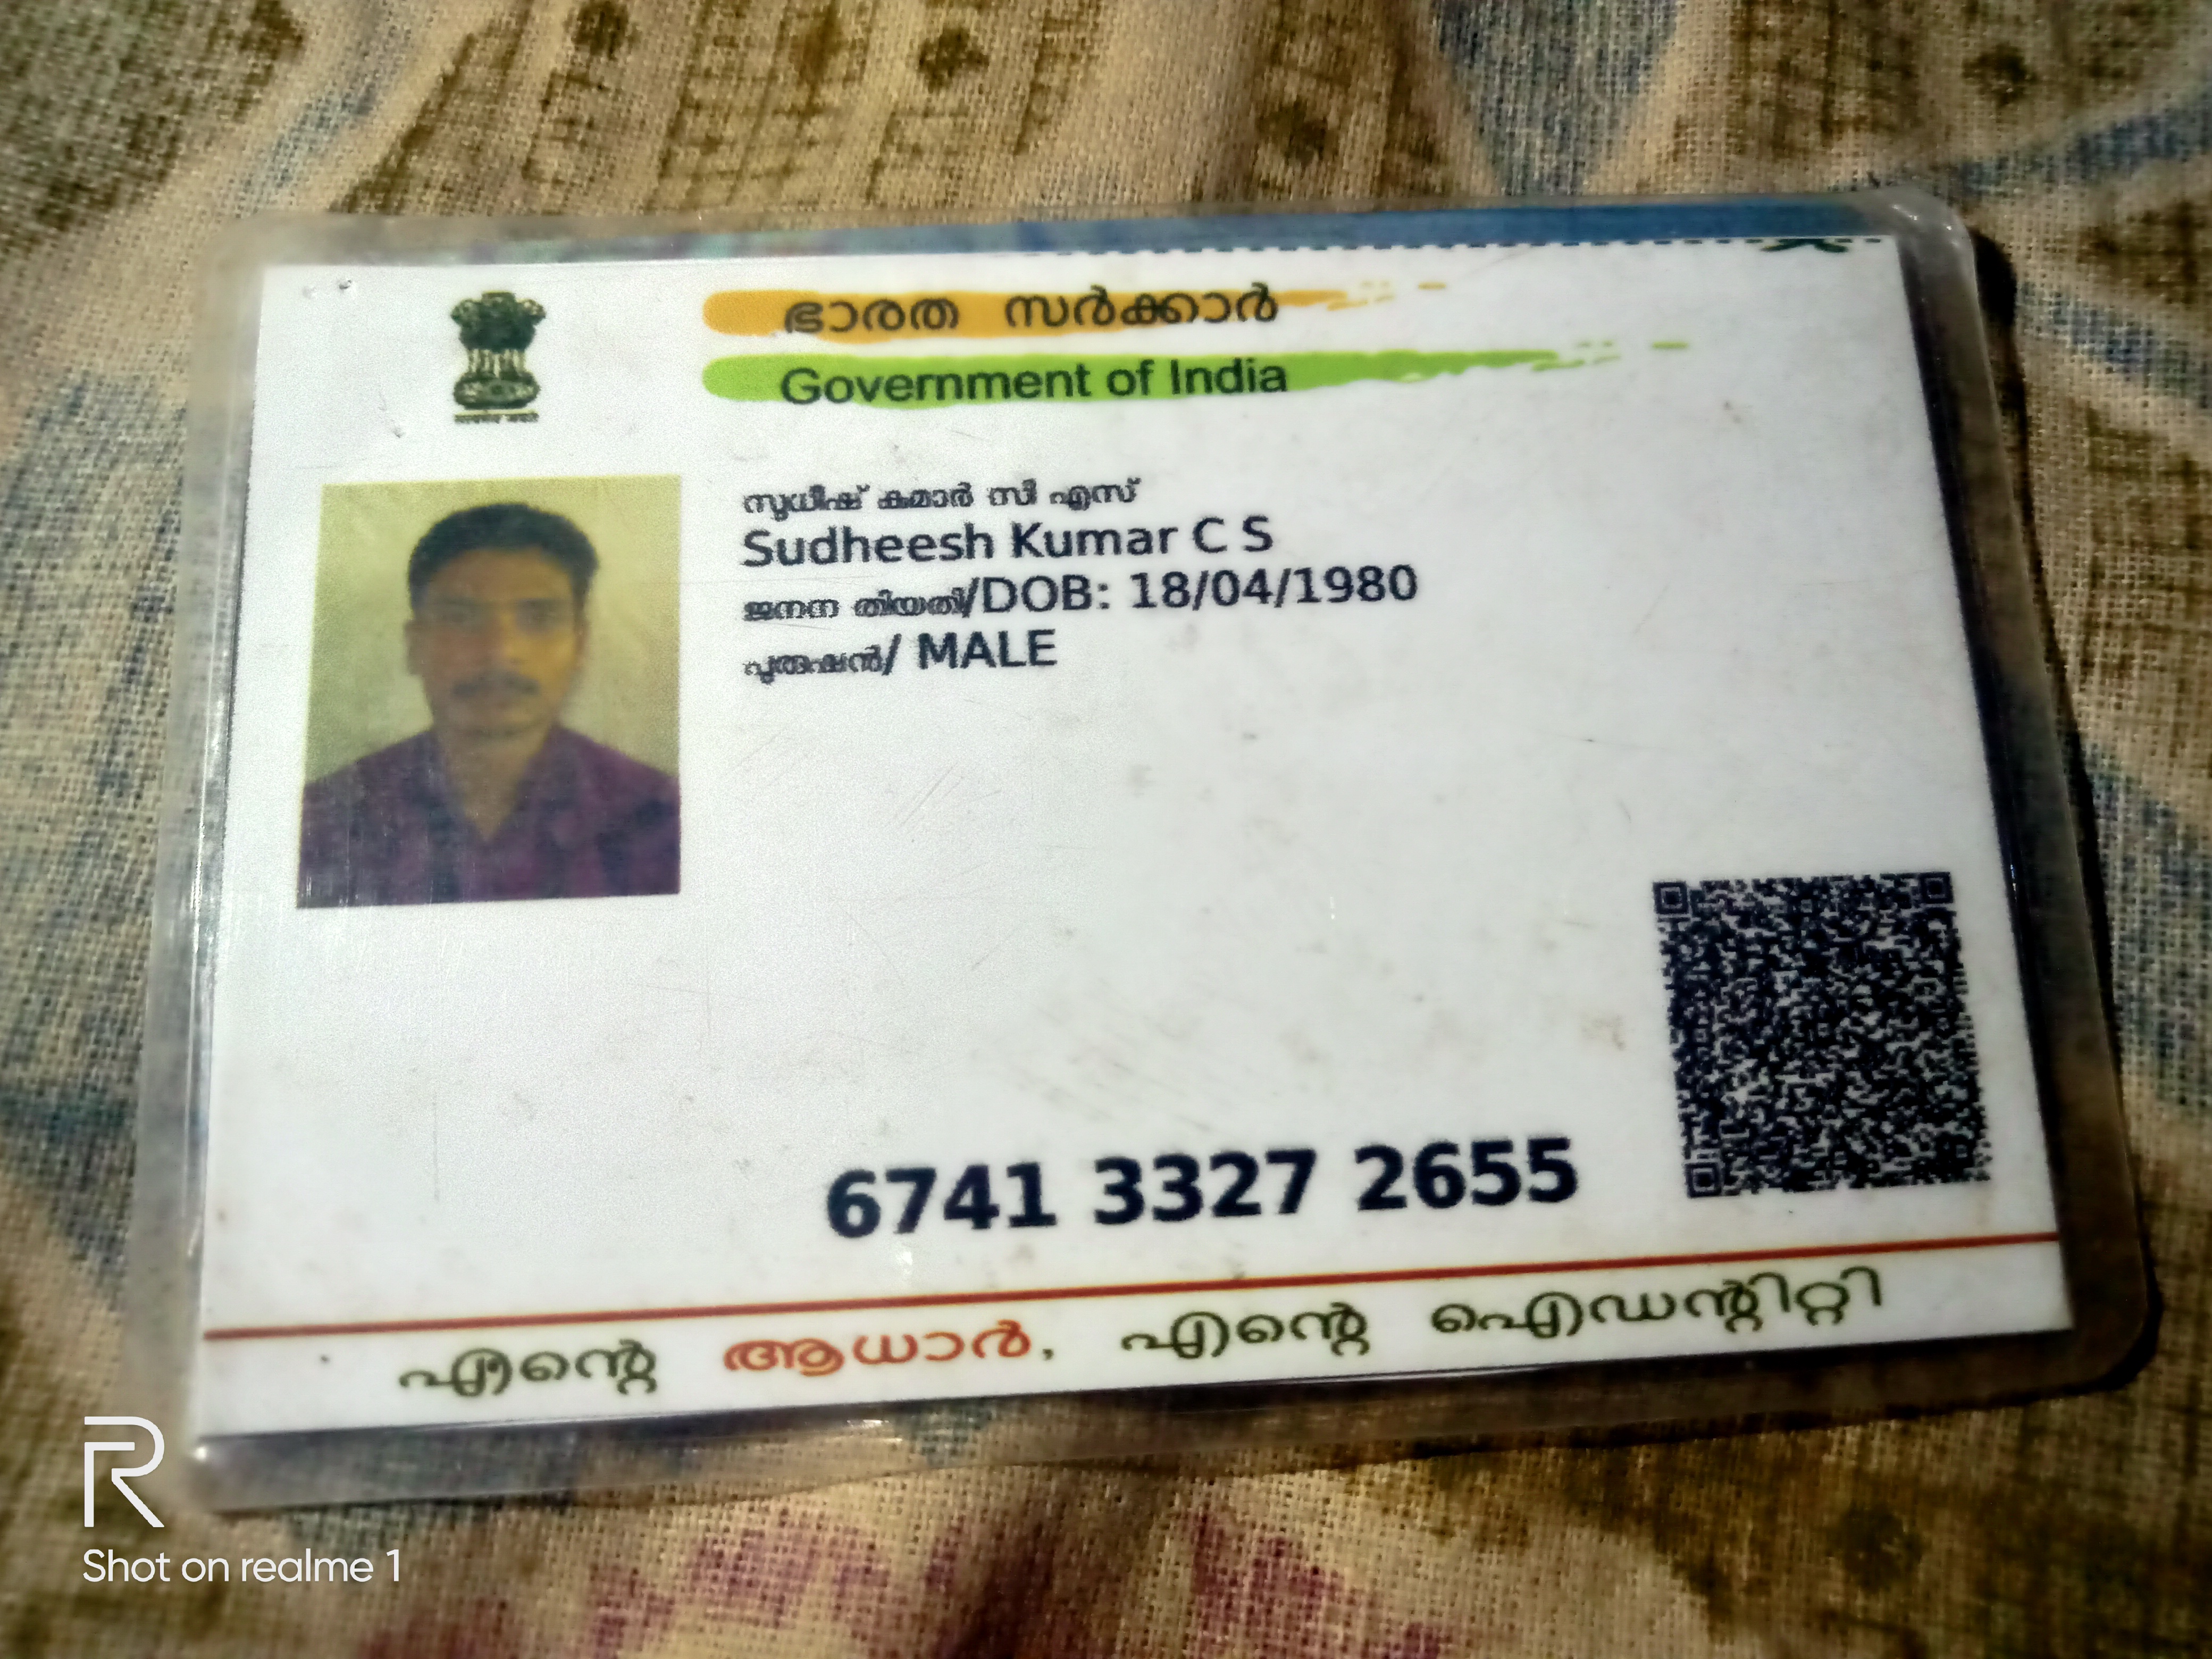 ഭാരത സർക്കാർ
Government of India
സുധീഷ് കുമാർ സീ എസ്
Sudheesh Kumar C S
ജനന തിയതി/DOB: 18/04/1980
പുരുഷൻ/ MALE
6741 3327 2655
എന്റെ ആധാർ, എന്റെ ഐഡന്റിറ്റി
R
Shot on realme 1